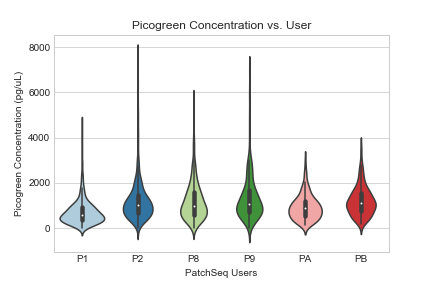 Picogreen Concentration vs. User
Picogreen Concentration (pg/uL)
8000
6000
4000
2000
0
P1 P2 P8 P9 PA PB
PatchSeq Users